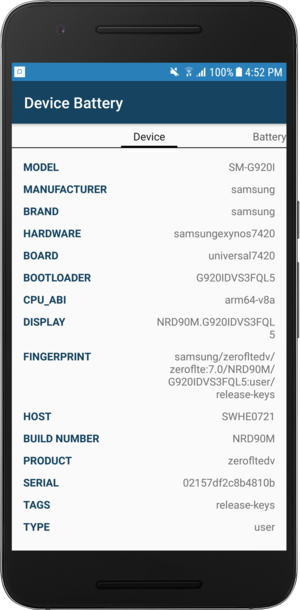 100% 4:52 PM
Device Battery
Device Battery
MODEL SM-G920I
MANUFACTURER samsung
BRAND samsung
HARDWARE samsungexynos7420
BOARD universal7420
BOOTLOADER G920IDVS3FQL5
CPU_ABI arm64-v8a
DISPLAY NRD90M.G920IDVS3FQL
5
FINGERPRINT samsung/zerofltedv/
zeroflte:7.0/NRD90M/
G920IDVS3FQL5:user/
release-keys
HOST SWHE0721
BUILD NUMBER NRD90M
PRODUCT zerofltedv
SERIAL 02157df2c8b4810b
TAGS release-keys
TYPE user